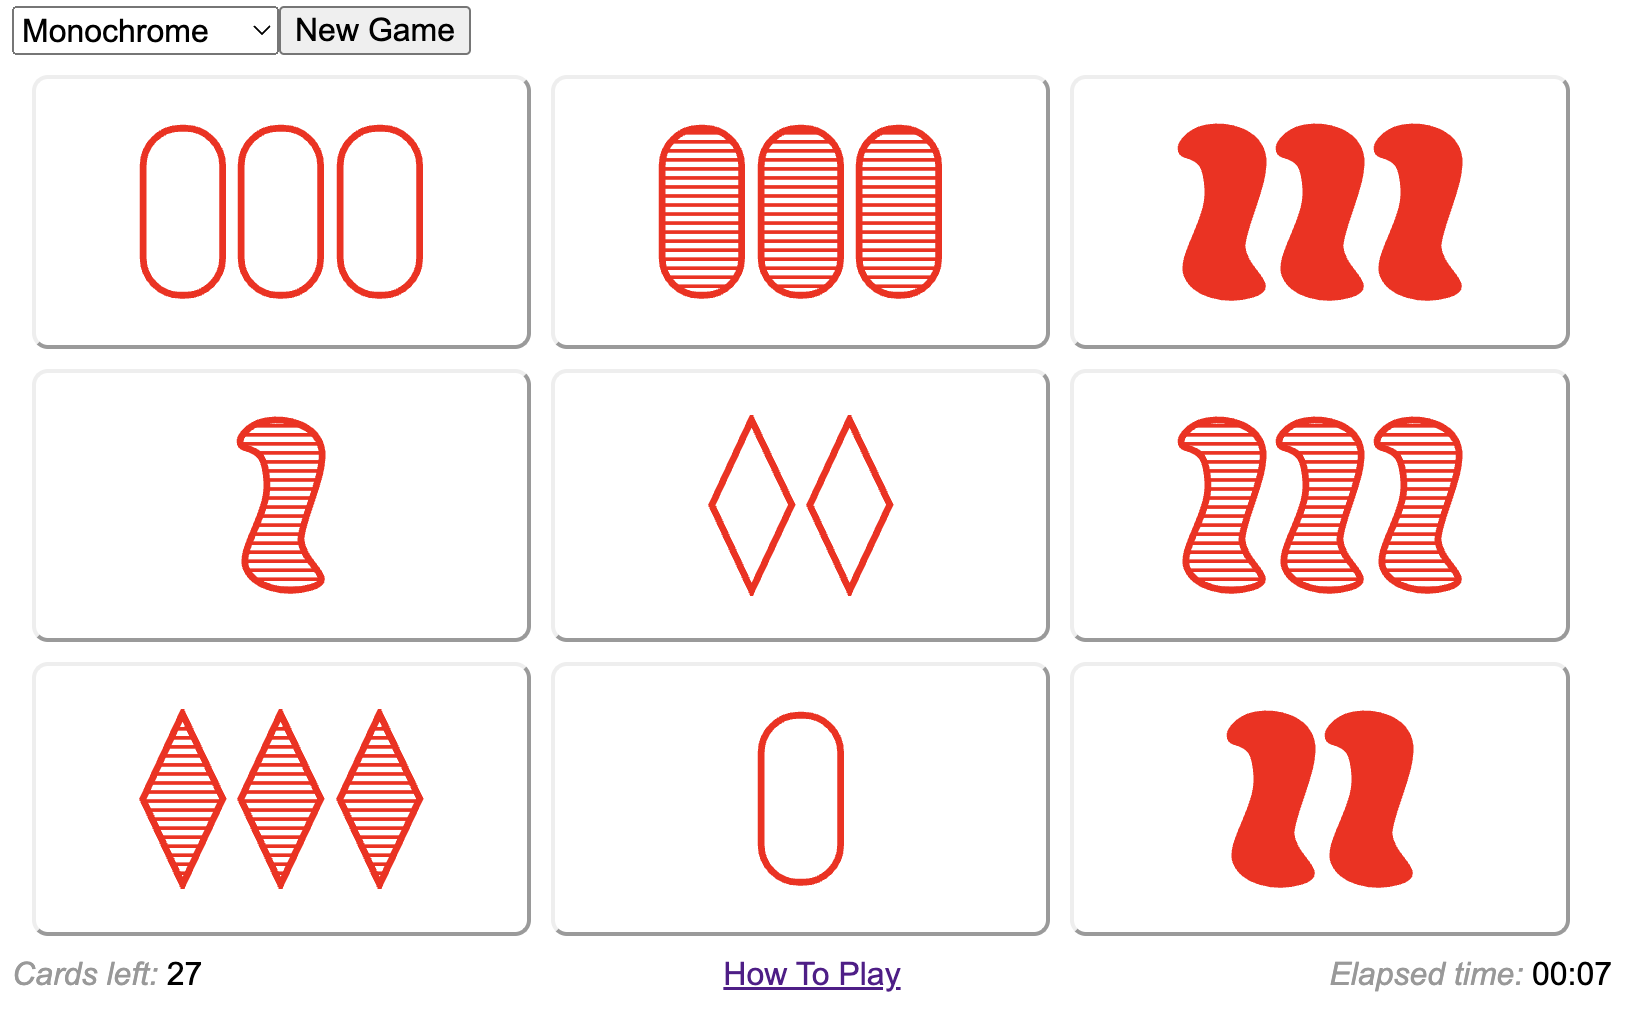 Monochrome New Game
Cards left: 27 How To Play Elapsed time: 00:07